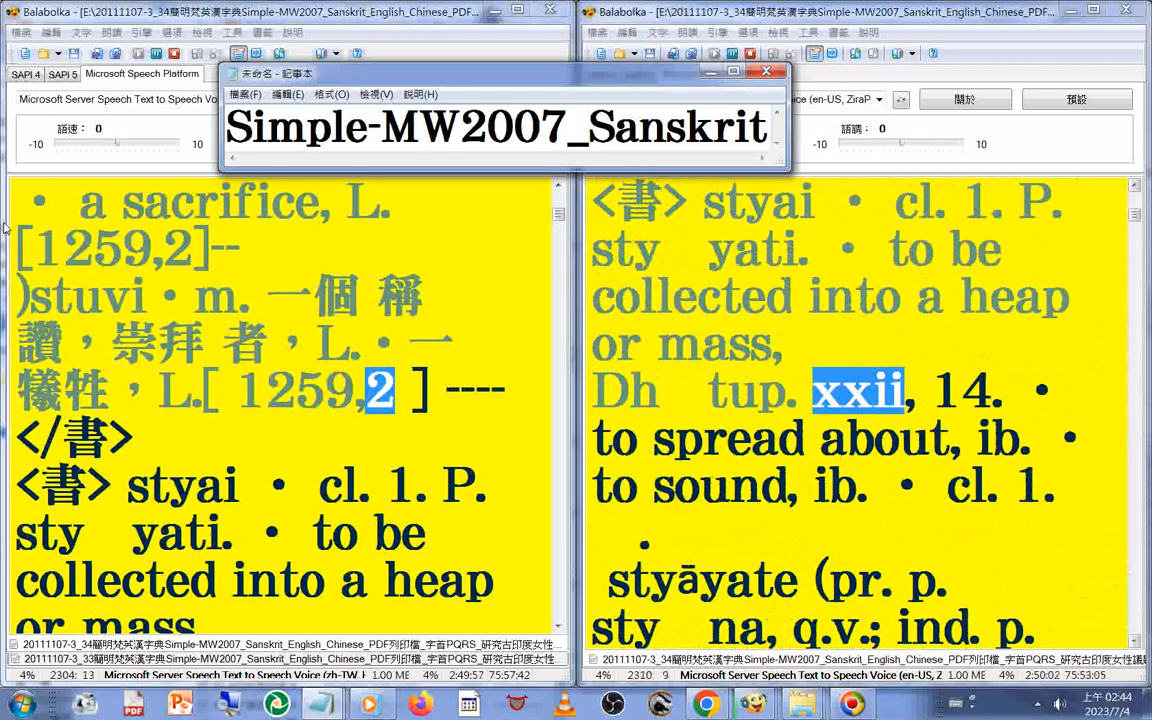 Balabolka - [E:\20111107-3_34簡明梵英漢字典Simple-MW2007_Sanskrit_English_Chinese_PDF...
檔案 編輯 文字 朗讀 引擎 選項 檢視 工具 書籤 說明
SAPI 4 SAPI 5 Microsoft Speech Platform
Microsoft Server Speech Text to Speech Vo
語速： 0
-10 10
未命名 - 記事本
檔案(F) 編輯(E) 格式(O) 檢視(V) 說明(H)
Simple-MW2007_Sanskrit
• a sacrifice, L.
[1259,2]--
)stuvi • m. 一個 稱
讚，崇拜 者，L. • 一
犧牲，L.[ 1259,2 ] ----
</書>
<書> styai • cl. 1. P.
sty yati. • to be
collected into a heap
or mass,
20111107-3_34簡明梵英漢字典Simple-MW2007_Sanskrit_English_Chinese_PDF列印檔_字首PQRS_研究古印度女性...
20111107-3_33簡明梵英漢字典Simple-MW2007_Sanskrit_English_Chinese_PDF列印檔_字首PQRS_研究古印度女性...
4% 2304: 13 Microsoft Server Speech Text to Speech Voice (zh-TW, 1.00 ME 4% 2:49:57 75:57:42
Balabolka - [E:\20111107-3_34簡明梵英漢字典Simple-MW2007_Sanskrit_English_Chinese_PDF...
檔案 編輯 文字 朗讀 引擎 選項 檢視 工具 書籤 說明
ice (en-US, ZiraP
關於
預設
語調： 0
-10 10
<書> styai • cl. 1. P.
sty yati. • to be
collected into a heap
or mass,
Dh tup. xxii, 14. •
to spread about, ib. •
to sound, ib. • cl. 1.
.
styāyate (pr. p.
sty na, q.v.; ind. p.
20111107-3_34簡明梵英漢字典Simple-MW2007_Sanskrit_English_Chinese_PDF列印檔_字首PQRS_研究古印度女性議
4% 2310: 9 Microsoft Server Speech Text to Speech Voice (en-US, Z 1.00 ME 4% 2:50:02 75:53:05
上午 02:44
2023/7/4